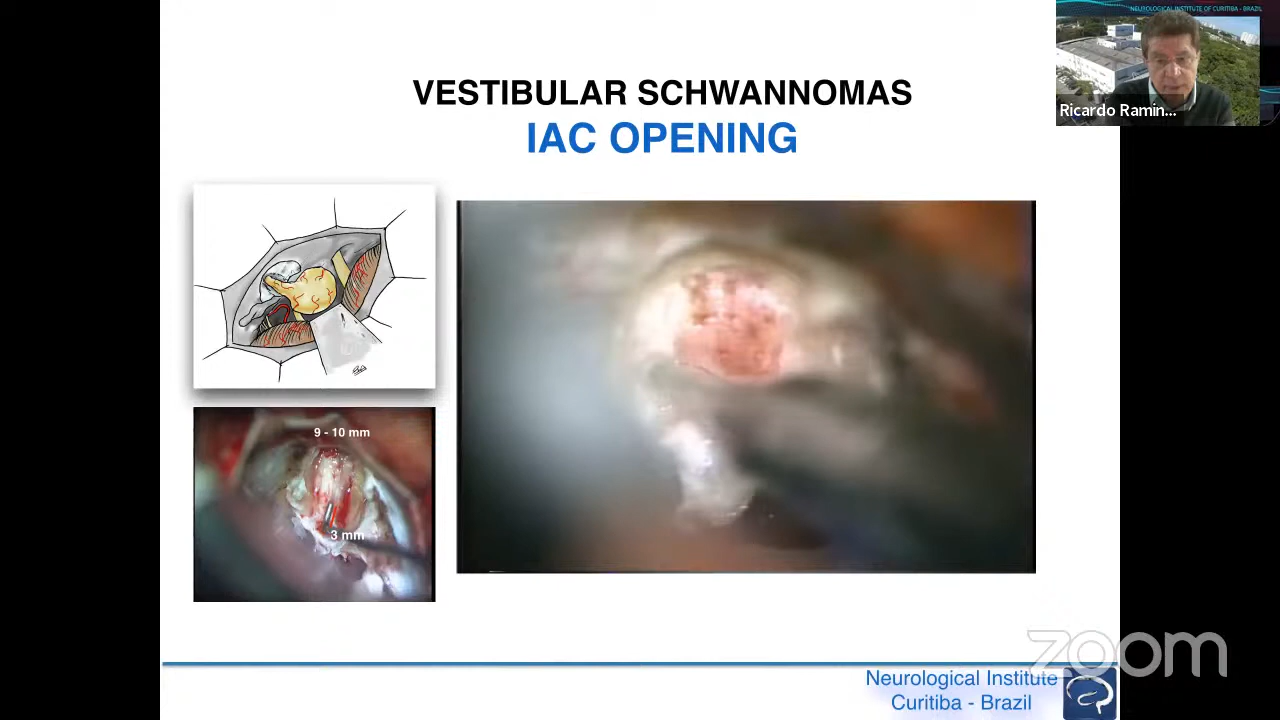 NEUROLOGICAL INSTITUTE OF CURITIBA - BRAZIL
Ricardo Ramin...
VESTIBULAR SCHWANNOMAS
IAC OPENING
9 - 10 mm
3 mm
zoom
Neurological Institute
Curitiba - Brazil